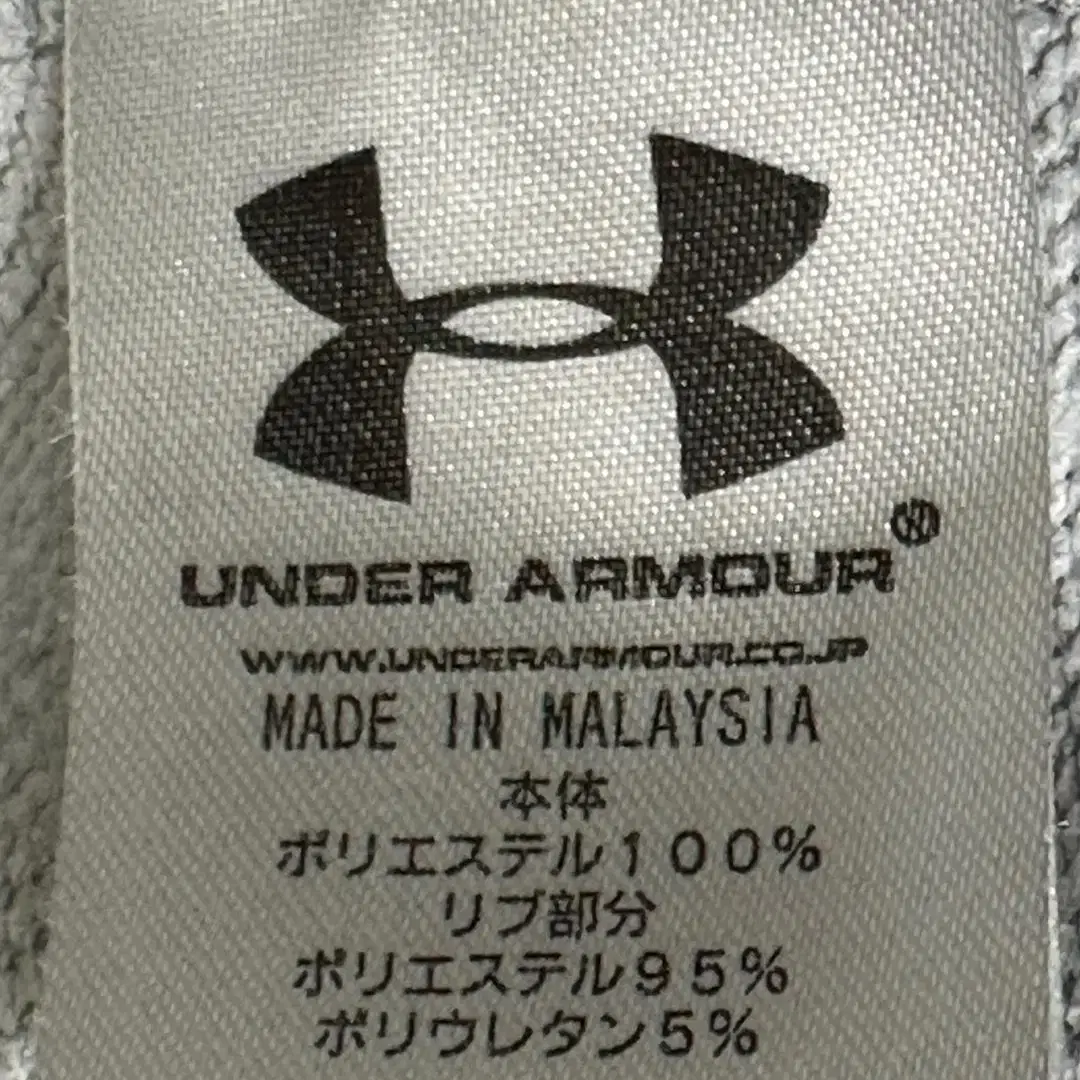 UNDER ARMOUR®
WWW.UNDERARMOUR.CO.JP
MADE IN MALAYSIA
本体
ポリエステル100%
リブ部分
ポリエステル95%
ポリウレタン5%